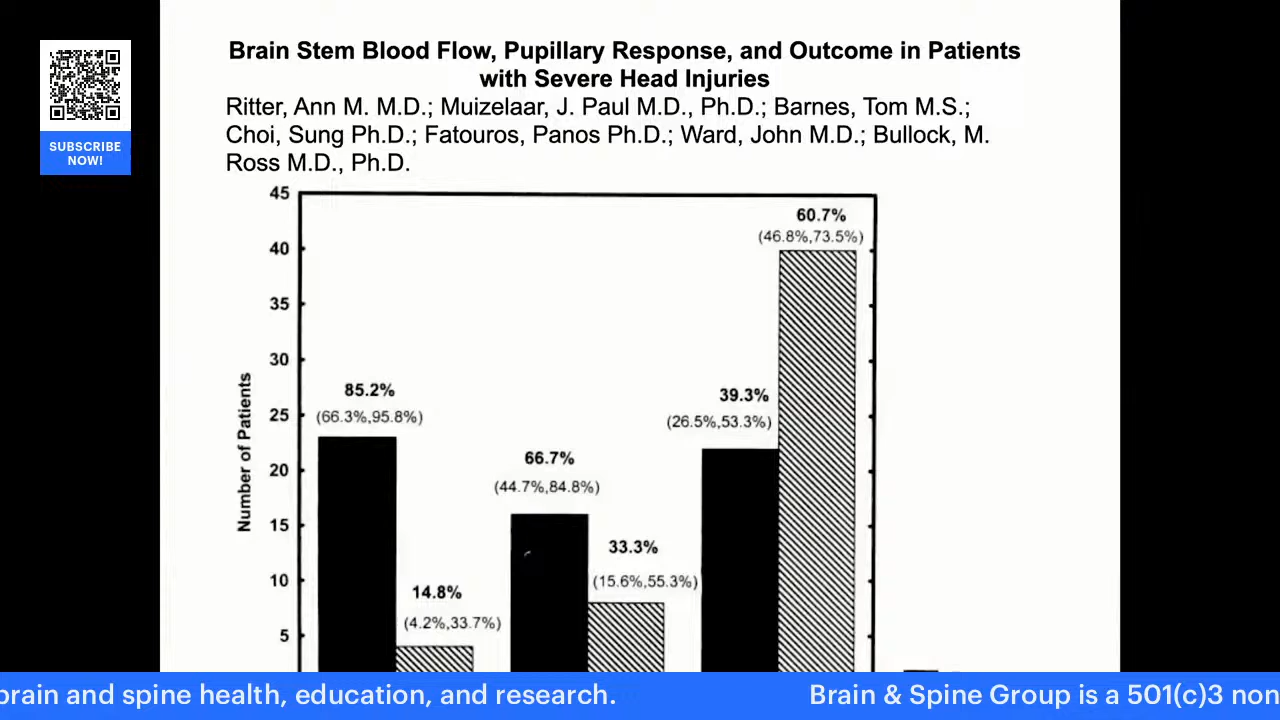 SUBSCRIBE
NOW!
Brain Stem Blood Flow, Pupillary Response, and Outcome in Patients
with Severe Head Injuries
Ritter, Ann M. M.D.; Muizelaar, J. Paul M.D., Ph.D.; Barnes, Tom M.S.;
Choi, Sung Ph.D.; Fatouros, Panos Ph.D.; Ward, John M.D.; Bullock, M.
Ross M.D., Ph.D.
45
60.7%
(46.8%,73.5%)
40
35
30
Number of Patients
85.2%
39.3%
(66.3%,95.8%)
25
(26.5%,53.3%)
66.7%
20
(44.7%,84.8%)
15
33.3%
10
(15.6%,55.3%)
14.8%
(4.2%,33.7%)
5
brain and spine health, education, and research.
Brain & Spine Group is a 501(c)3 non